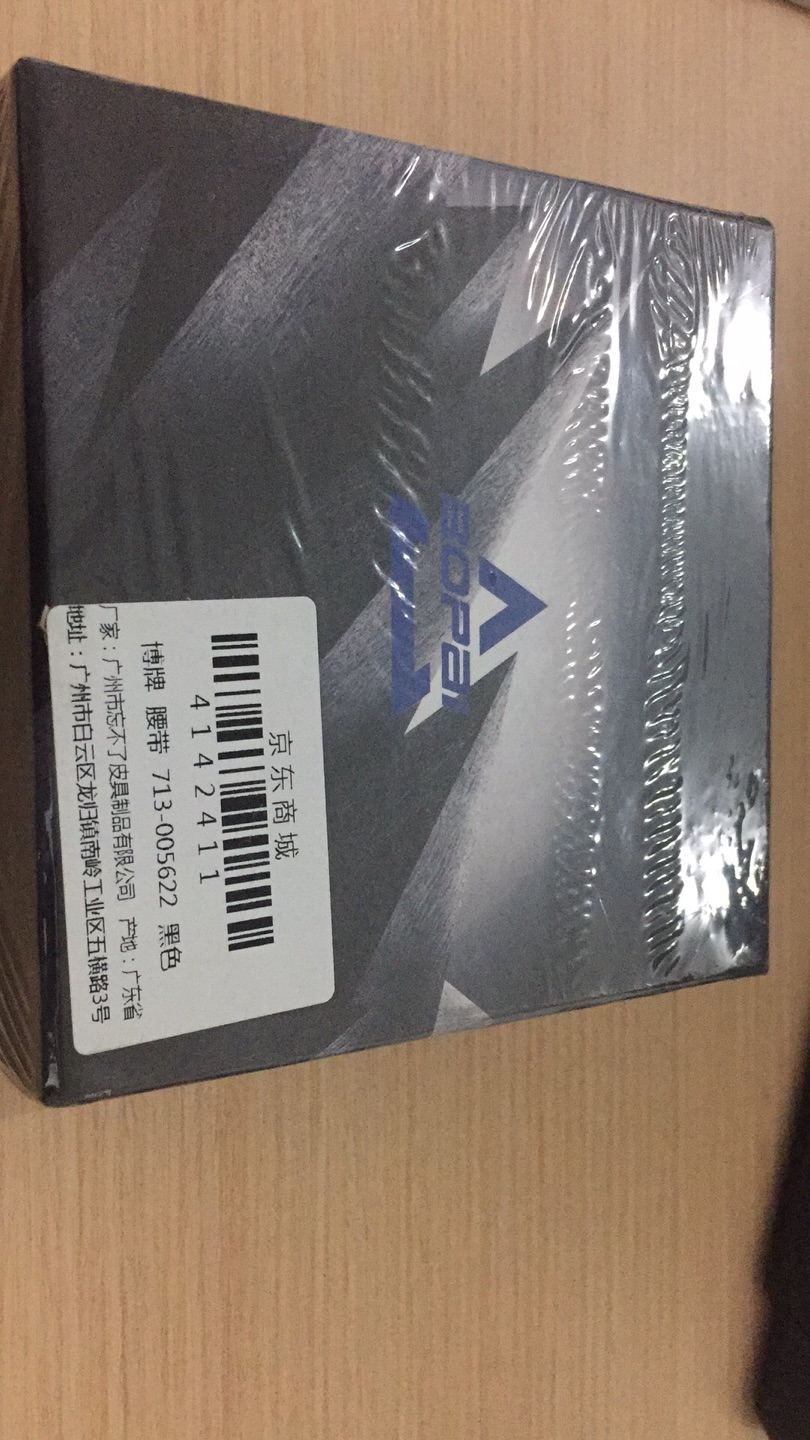 BOPAI
京东商城
4142411
博牌 腰带 713-005622 黑色
厂家：广州市忘不了皮具制品有限公司 产地：广东省
地址：广州市白云区龙归镇南岭工业区五横路3号